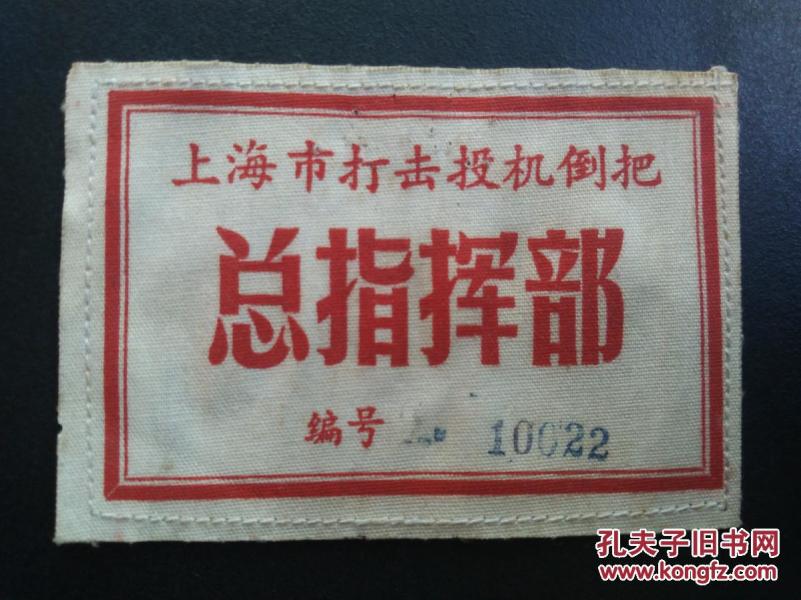 上海市打击投机倒把
总指挥部
编号 № 10022
孔夫子旧书网
www.kongfz.com